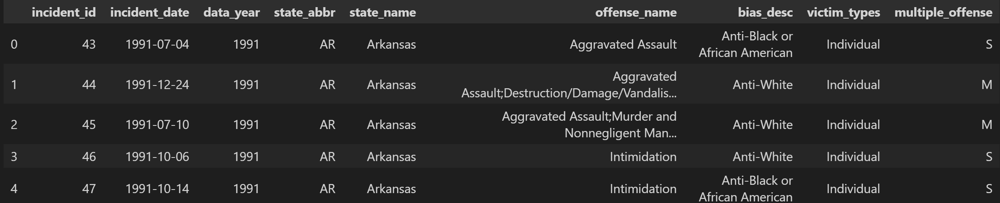 incident_id incident_date data_year state_abbr state_name offense_name bias_desc victim_types multiple_offense
0 43 1991-07-04 1991 AR Arkansas Aggravated Assault Anti-Black or African American Individual S
1 44 1991-12-24 1991 AR Arkansas Aggravated Assault;Destruction/Damage/Vandalis... Anti-White Individual M
2 45 1991-07-10 1991 AR Arkansas Aggravated Assault;Murder and Nonnegligent Man... Anti-White Individual M
3 46 1991-10-06 1991 AR Arkansas Intimidation Anti-White Individual S
4 47 1991-10-14 1991 AR Arkansas Intimidation Anti-Black or African American Individual S